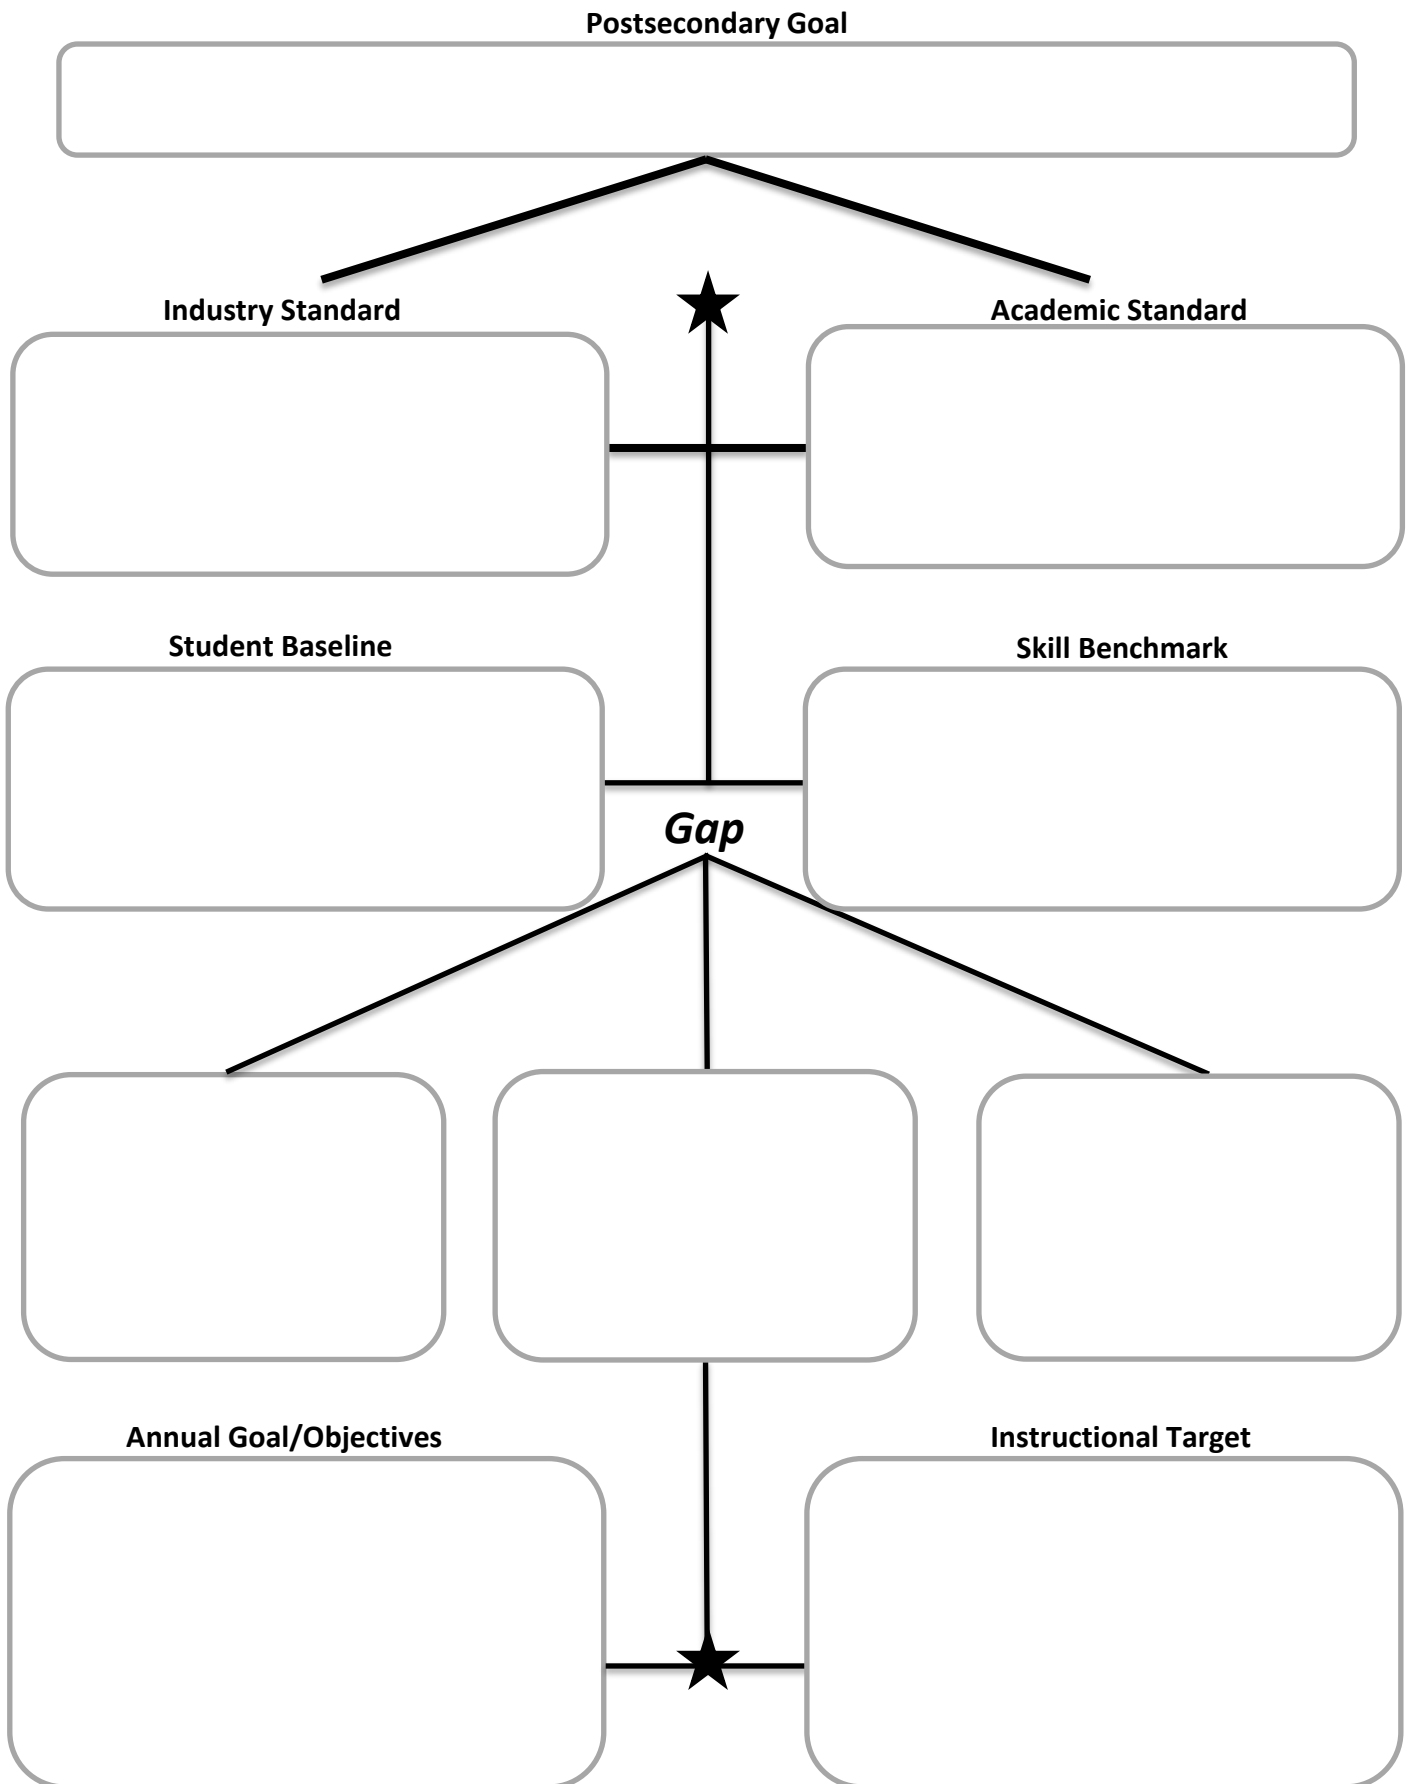 Postsecondary Goal
Industry Standard
Academic Standard
Student Baseline
Skill Benchmark
Gap
Annual Goal/Objectives
Instructional Target